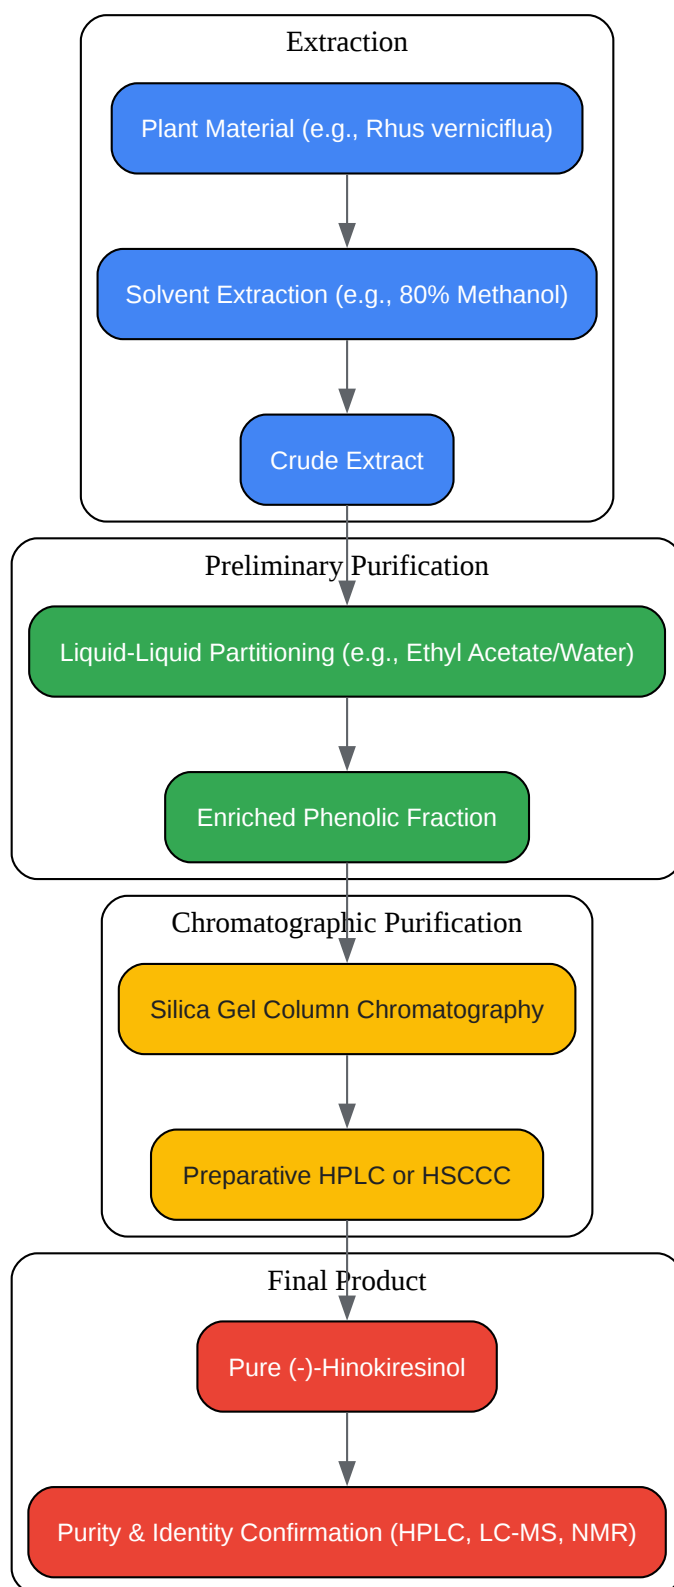 Extraction
Plant Material (e.g., Rhus verniciflua)
Solvent Extraction (e.g., 80% Methanol)
Crude Extract
Preliminary Purification
Liquid-Liquid Partitioning (e.g., Ethyl Acetate/Water)
Enriched Phenolic Fraction
Chromatographic Purification
Silica Gel Column Chromatography
Preparative HPLC or HSCCC
Final Product
Pure (-)-Hinokiresinol
Purity & Identity Confirmation (HPLC, LC-MS, NMR)